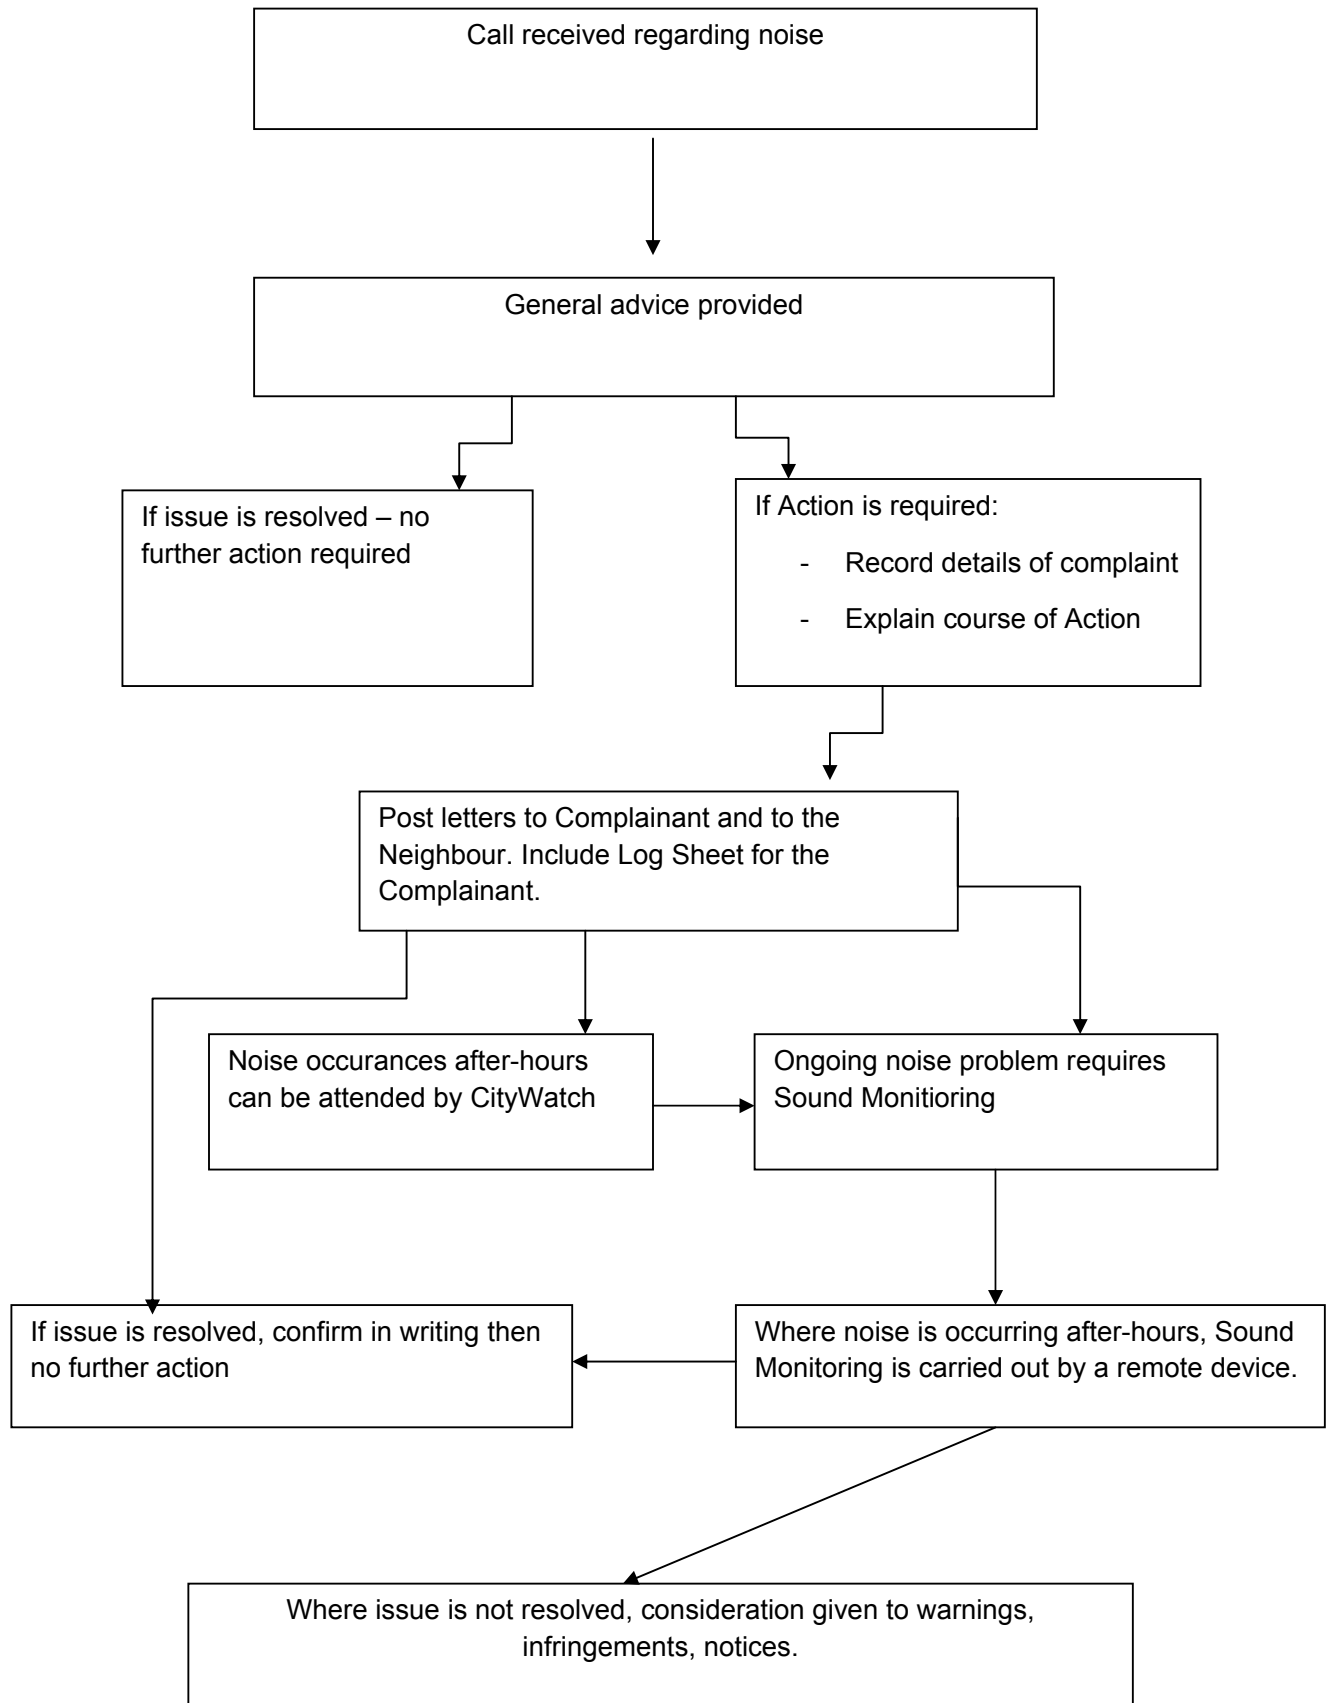 Call received regarding noise
General advice provided
If issue is resolved – no
further action required
If Action is required:
- Record details of complaint
- Explain course of Action
Post letters to Complainant and to the
Neighbour. Include Log Sheet for the
Complainant.
Noise occurances after-hours
can be attended by CityWatch
Ongoing noise problem requires
Sound Monitioring
If issue is resolved, confirm in writing then
no further action
Where noise is occurring after-hours, Sound
Monitoring is carried out by a remote device.
Where issue is not resolved, consideration given to warnings,
infringements, notices.